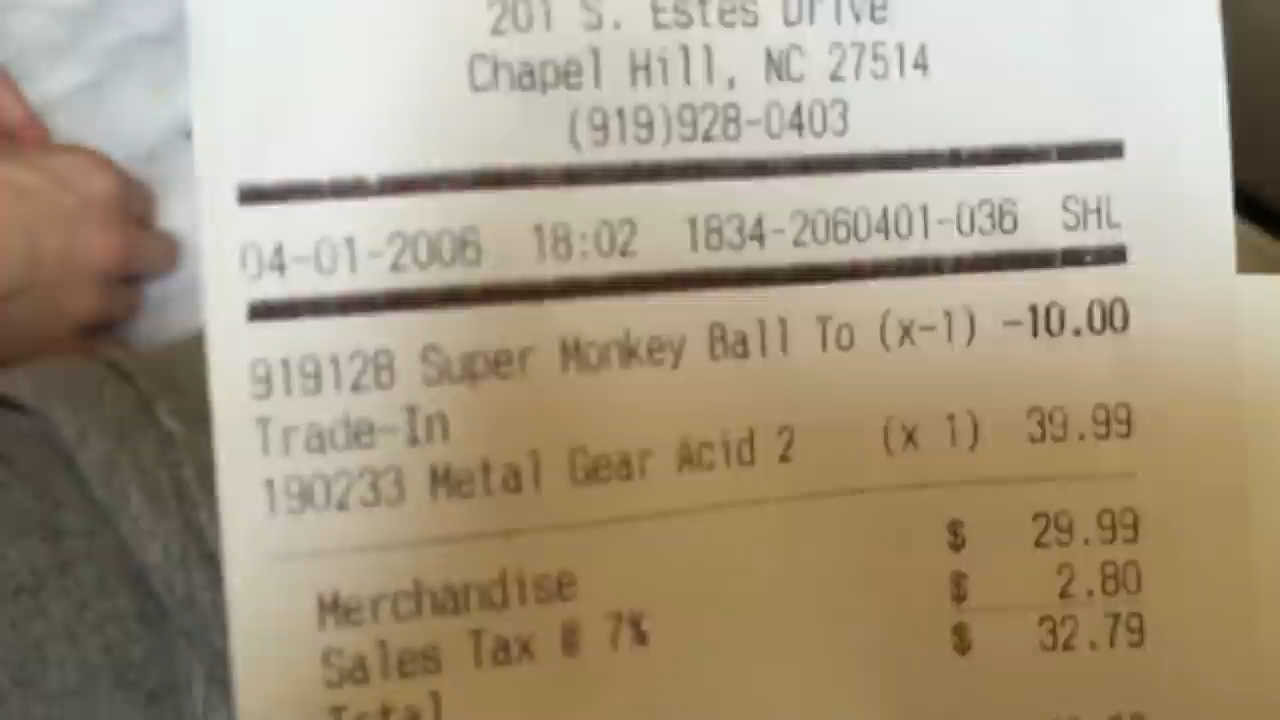 201 S. Estes Drive
Chapel Hill, NC 27514
(919)928-0403
04-01-2006 18:02 1834-2060401-036 SHL
919128 Super Monkey Ball To (x-1) -10.00
Trade-In
190233 Metal Gear Acid 2 (x 1) 39.99
Merchandise $ 29.99
Sales Tax @ 7% $ 2.80
Total $ 32.79